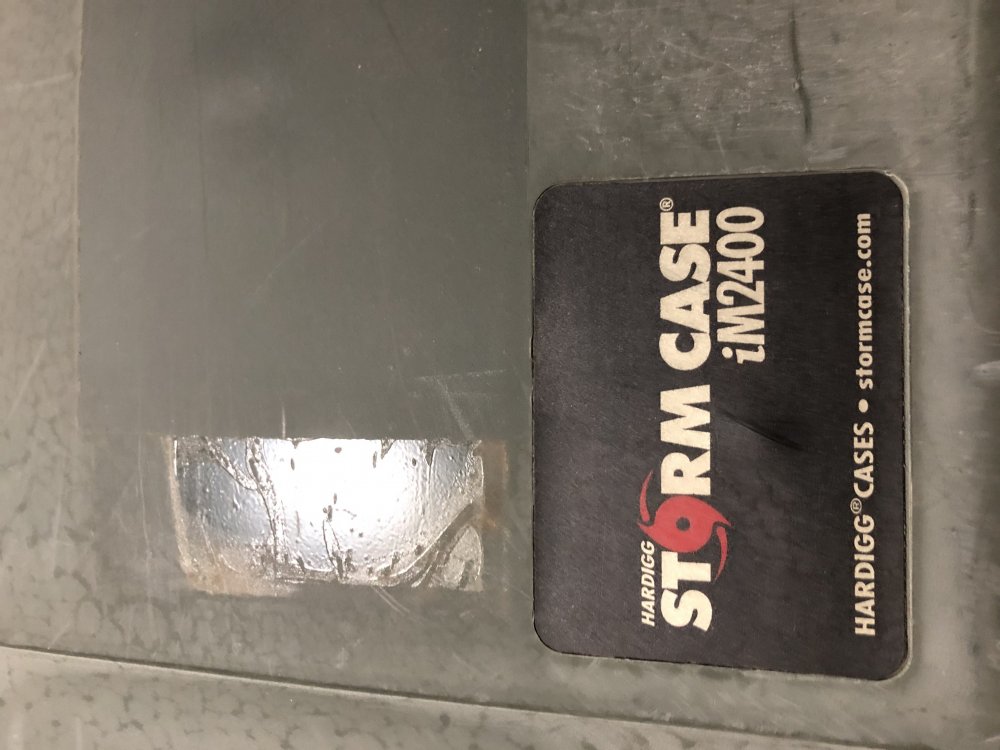 HARDIGG
STORM CASE®
iM2400
HARDIGG® CASES • stormcase.com